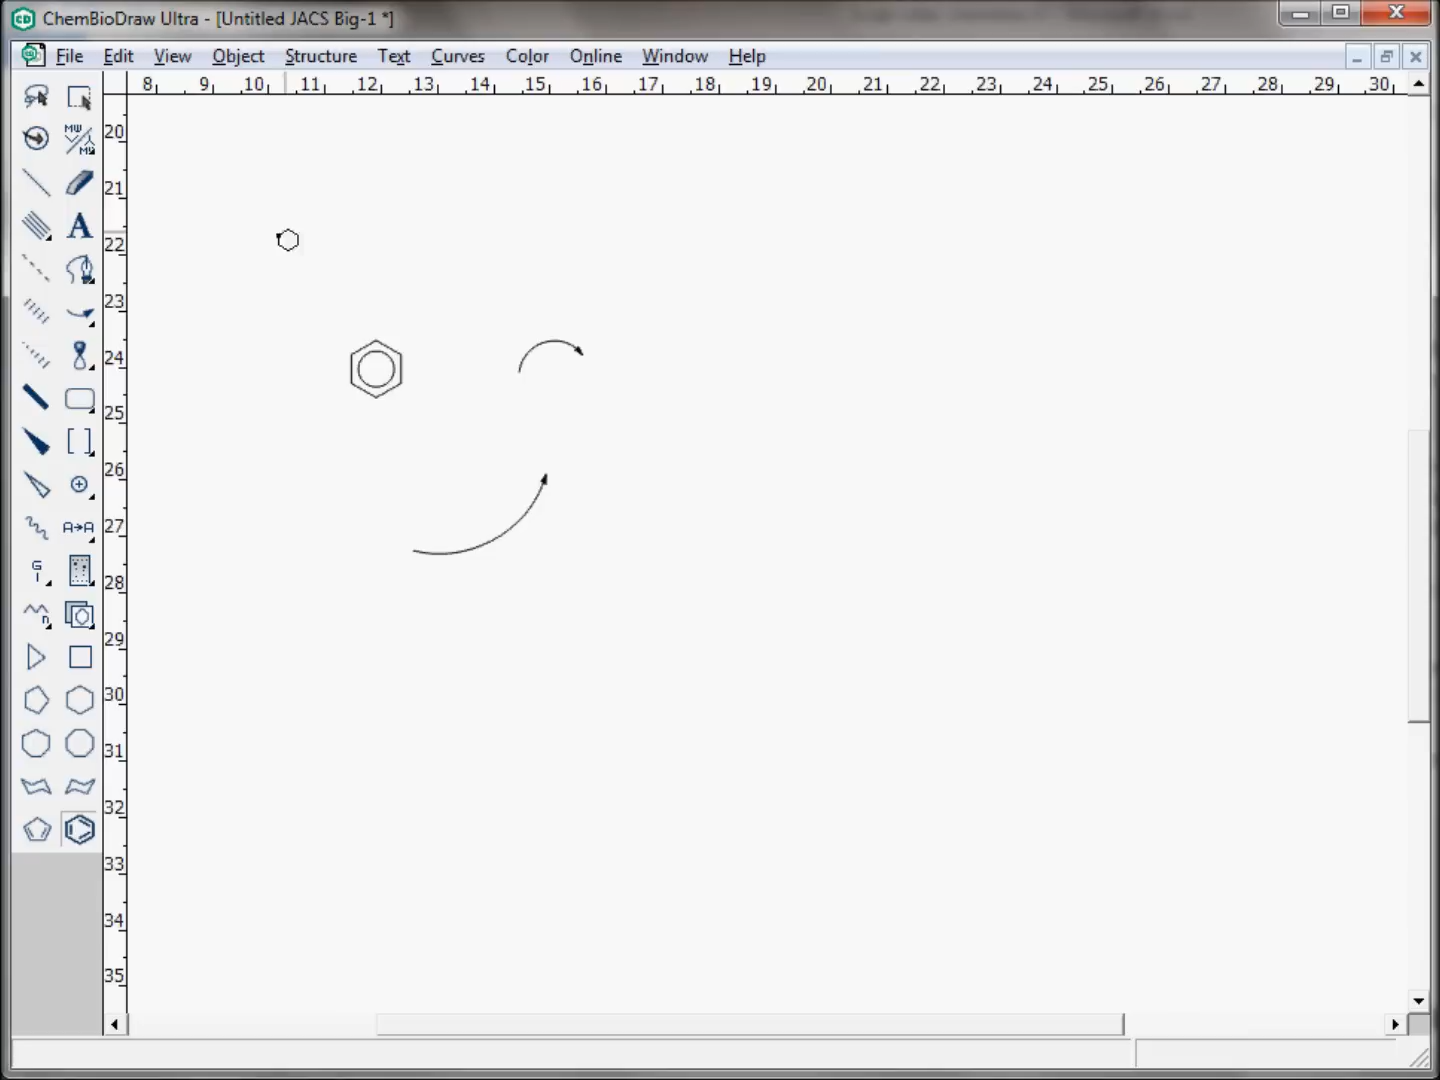 ChemBioDraw Ultra - [Untitled JACS Big-1 *]
File Edit View Object Structure Text Curves Color Online Window Help
8 9 10 11 12 13 14 15 16 17 18 19 20 21 22 23 24 25 26 27 28 29 30
20
MW
21
A
22
23
24
25
[ ]
26
27
A→A
G
I
28
n
29
30
31
32
33
34
35